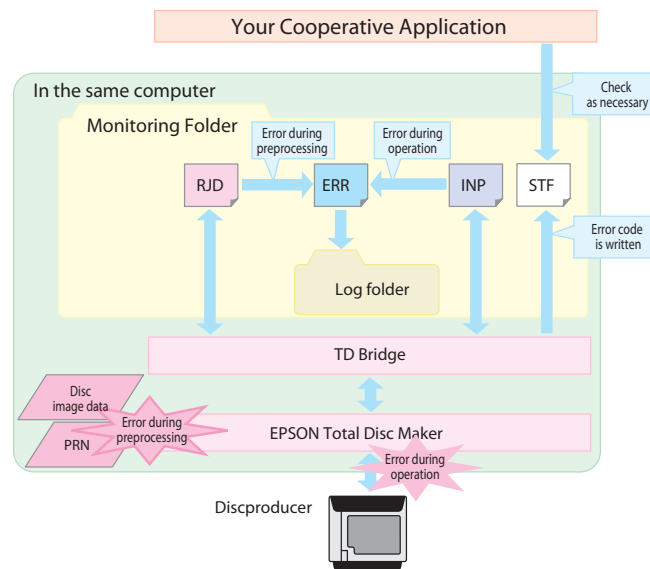 Your Cooperative Application
In the same computer
Check
as necessary
Monitoring Folder
Error during
preprocessing
Error during
operation
RJD
ERR
INP
STF
Error code
is written
Log folder
TD Bridge
Disc
image data
Error during
preprocessing
PRN
EPSON Total Disc Maker
Error during
operation
Discproducer